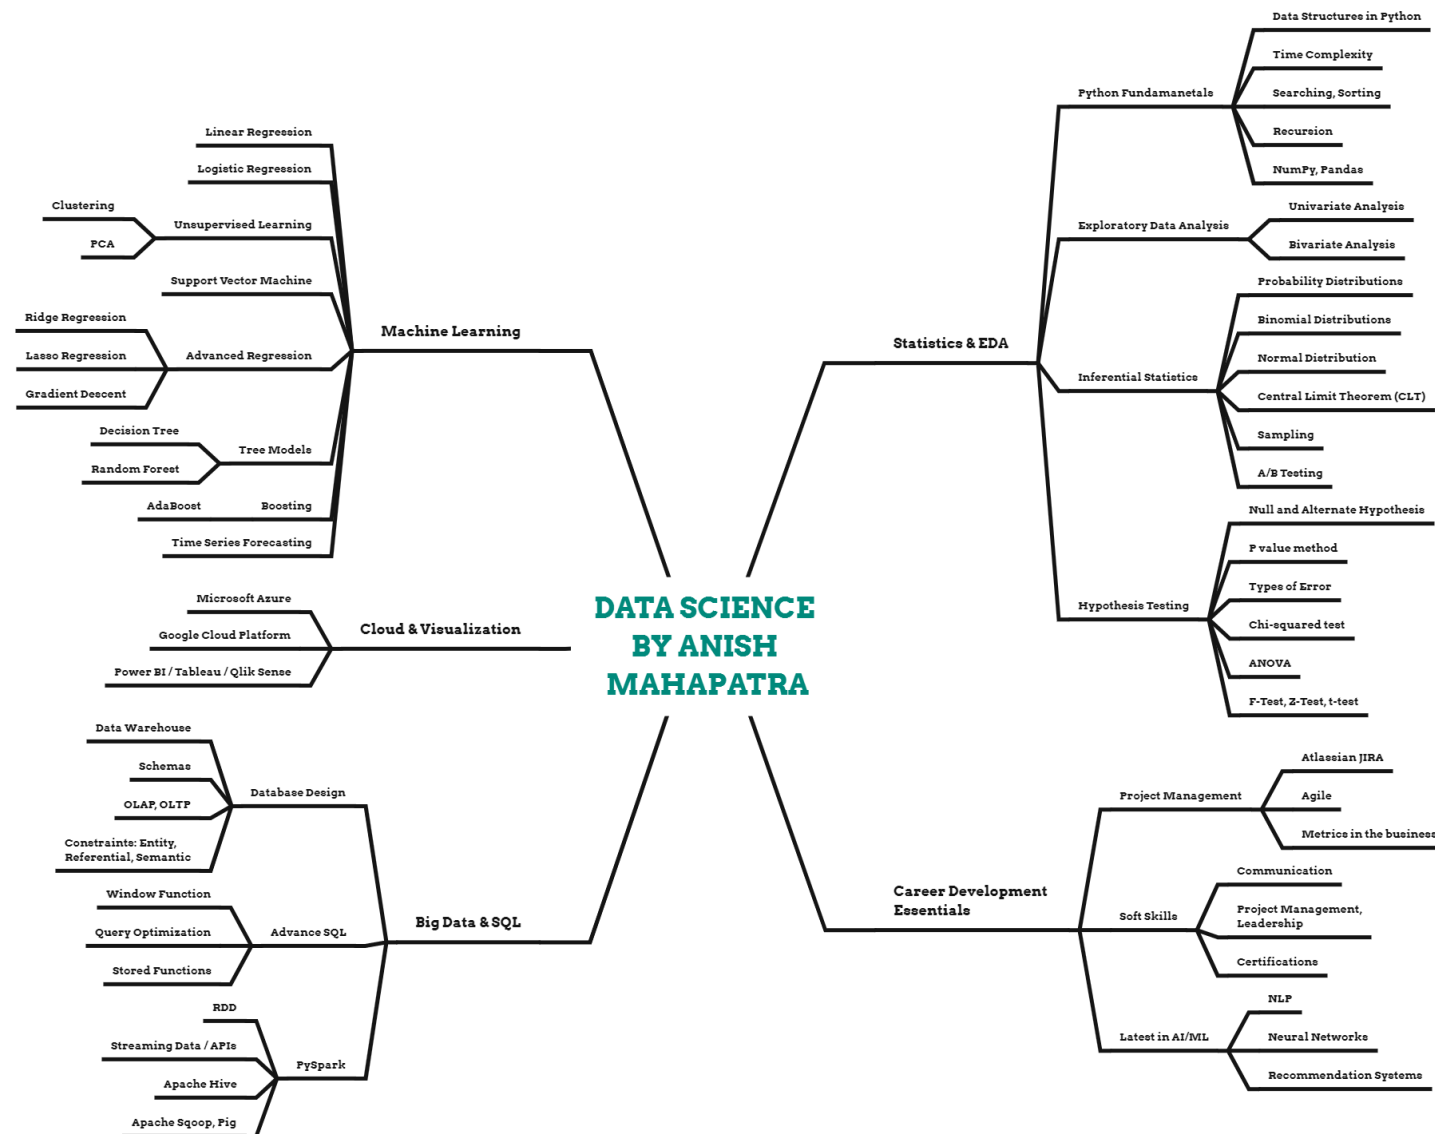 DATA SCIENCE
BY ANISH
MAHAPATRA
Machine Learning
Linear Regression
Logistic Regression
Unsupervised Learning
Clustering
PCA
Support Vector Machine
Advanced Regression
Ridge Regression
Lasso Regression
Gradient Descent
Tree Models
Decision Tree
Random Forest
Boosting
AdaBoost
Time Series Forecasting
Cloud & Visualization
Microsoft Azure
Google Cloud Platform
Power BI / Tableau / Qlik Sense
Big Data & SQL
Database Design
Data Warehouse
Schemas
OLAP, OLTP
Constraints: Entity,
Referential, Semantic
Advance SQL
Window Function
Query Optimization
Stored Functions
PySpark
RDD
Streaming Data / APIs
Apache Hive
Apache Sqoop, Pig
Statistics & EDA
Python Fundamanetals
Data Structures in Python
Time Complexity
Searching, Sorting
Recursion
NumPy, Pandas
Exploratory Data Analysis
Univariate Analysis
Bivariate Analysis
Inferential Statistics
Probability Distributions
Binomial Distributions
Normal Distribution
Central Limit Theorem (CLT)
Sampling
A/B Testing
Hypothesis Testing
Null and Alternate Hypothesis
P value method
Types of Error
Chi-squared test
ANOVA
F-Test, Z-Test, t-test
Career Development
Essentials
Project Management
Atlassian JIRA
Agile
Metrics in the business
Soft Skills
Communication
Project Management,
Leadership
Certifications
Latest in AI/ML
NLP
Neural Networks
Recommendation Systems